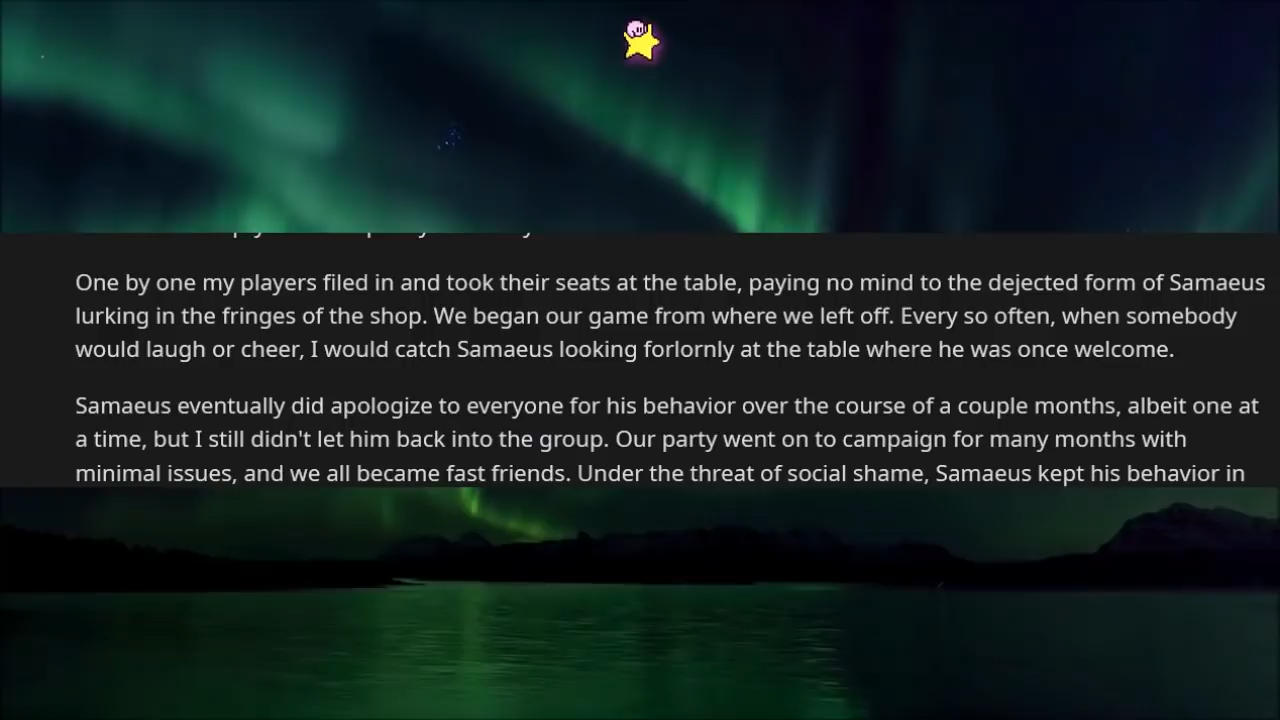 One by one my players filed in and took their seats at the table, paying no mind to the dejected form of Samaeus
lurking in the fringes of the shop. We began our game from where we left off. Every so often, when somebody
would laugh or cheer, I would catch Samaeus looking forlornly at the table where he was once welcome.
Samaeus eventually did apologize to everyone for his behavior over the course of a couple months, albeit one at
a time, but I still didn't let him back into the group. Our party went on to campaign for many months with
minimal issues, and we all became fast friends. Under the threat of social shame, Samaeus kept his behavior in